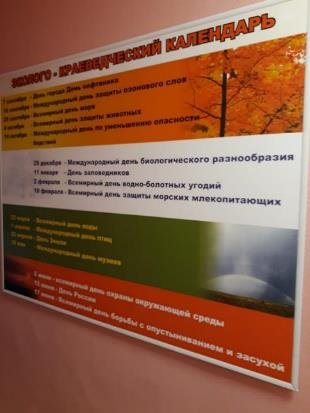 ЭКОЛОГО - КРАЕВЕДЧЕСКИЙ КАЛЕНДАРЬ
7 сентября - День города День нефтяника
16 сентября - Международный день защиты озонового слоя
Всемирный день моря
4 октября - Всемирный день защиты животных
октября - Международный день по уменьшению опасности
бедствий
29 декабря - Международный день биологического разнообразия
11 января - День заповедников
2 февраля - Всемирный день водно-болотных угодий
19 февраля - Всемирный день защиты морских млекопитающих
22 марта - Всемирный день воды
1 апреля - Международный день птиц
22 апреля - День Земли
18 мая - Международный день музеев
5 июня - всемирный день охраны окружающей среды
12 июня - День России
17 июня - Всемирный день борьбы с опустыниванием и засухой